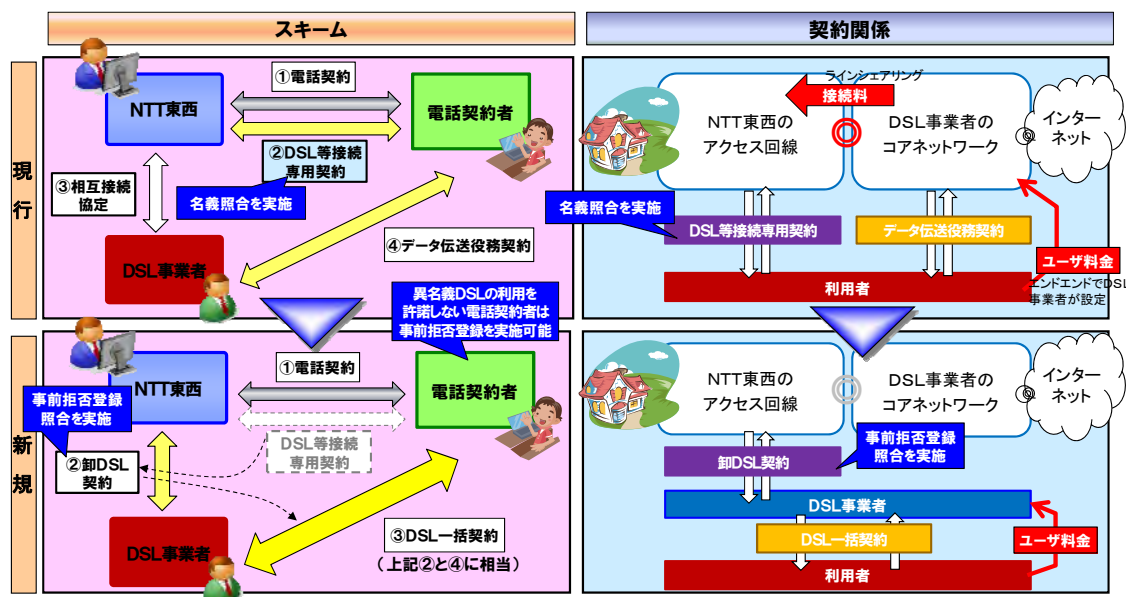 スキーム
契約関係
現行
NTT東西
①電話契約
電話契約者
②DSL等接続
専用契約
③相互接続
協定
名義照合を実施
④データ伝送役務契約
DSL事業者
ラインシェアリング
接続料
NTT東西の
アクセス回線
DSL事業者の
コアネットワーク
インター
ネット
名義照合を実施
DSL等接続専用契約
データ伝送役務契約
ユーザ料金
利用者
エンドエンドでDSL
事業者が設定
新規
異名義DSLの利用を
許諾しない電話契約者は
事前拒否登録を実施可能
NTT東西
①電話契約
電話契約者
事前拒否登録
照合を実施
DSL等接続
専用契約
②卸DSL
契約
③DSL一括契約
(上記②と④に相当)
DSL事業者
NTT東西の
アクセス回線
DSL事業者の
コアネットワーク
インター
ネット
事前拒否登録
照合を実施
卸DSL契約
DSL事業者
DSL一括契約
ユーザ料金
利用者